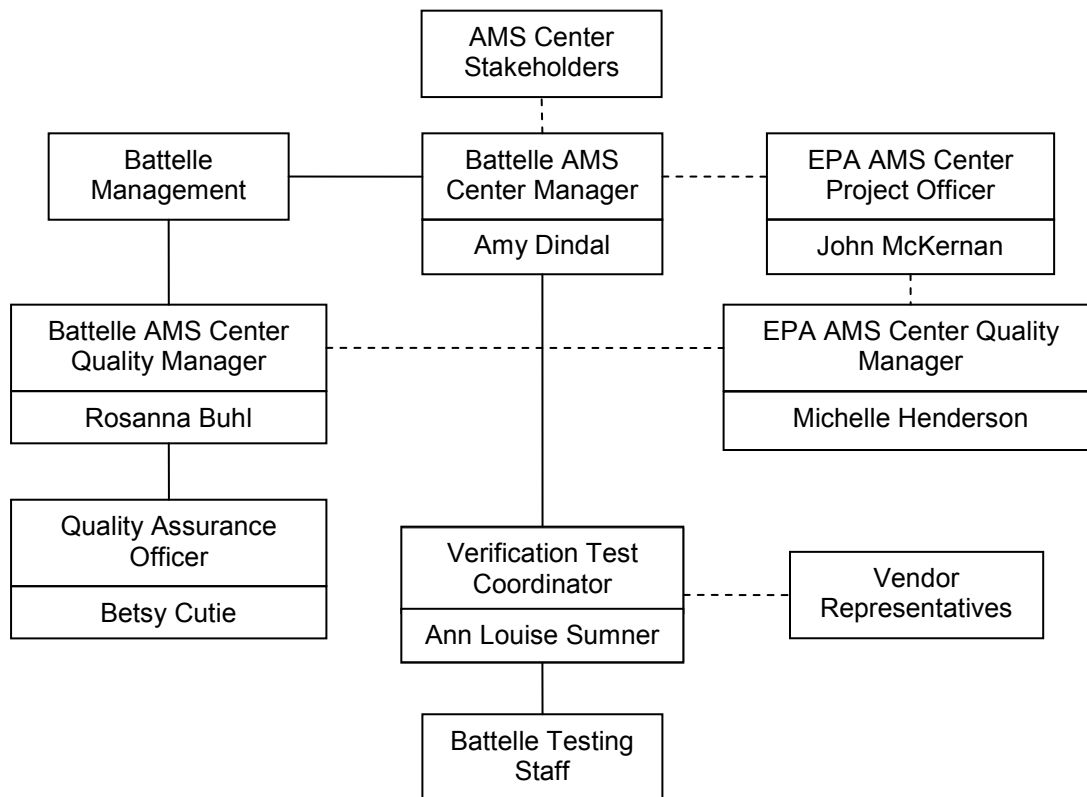 AMS Center
Stakeholders
Battelle
Management
Battelle AMS
Center Manager
Amy Dindal
EPA AMS Center
Project Officer
John McKernan
Battelle AMS Center
Quality Manager
Rosanna Buhl
EPA AMS Center Quality
Manager
Michelle Henderson
Quality Assurance
Officer
Betsy Cutie
Verification Test
Coordinator
Ann Louise Sumner
Vendor
Representatives
Battelle Testing
Staff